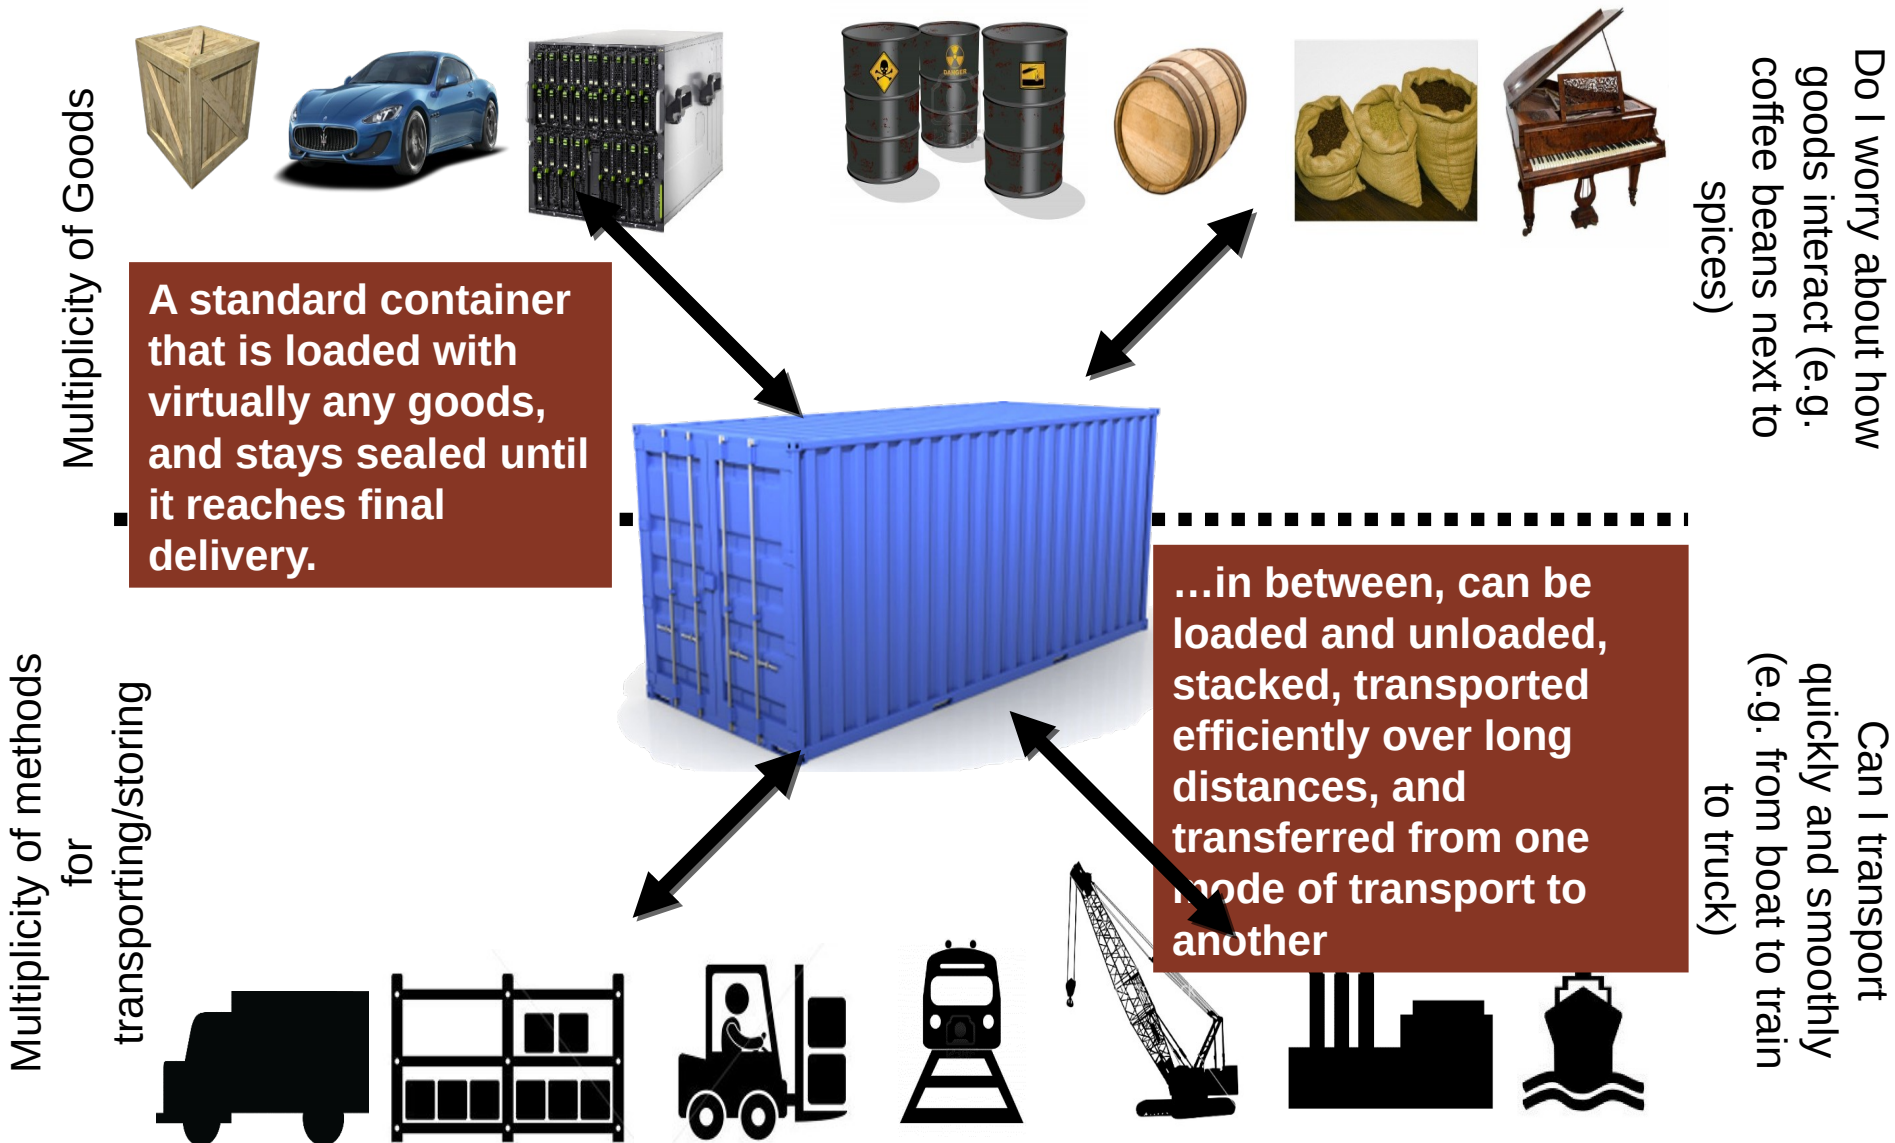 Multiplicity of Goods
Do I worry about how
goods interact (e.g.
coffee beans next to
spices)
DANGER
A standard container
that is loaded with
virtually any goods,
and stays sealed until
it reaches final
delivery.
…in between, can be
loaded and unloaded,
stacked, transported
efficiently over long
distances, and
transferred from one
mode of transport to
another
Multiplicity of methods
for
transporting/storing
Can I transport
quickly and smoothly
(e.g. from boat to train
to truck)